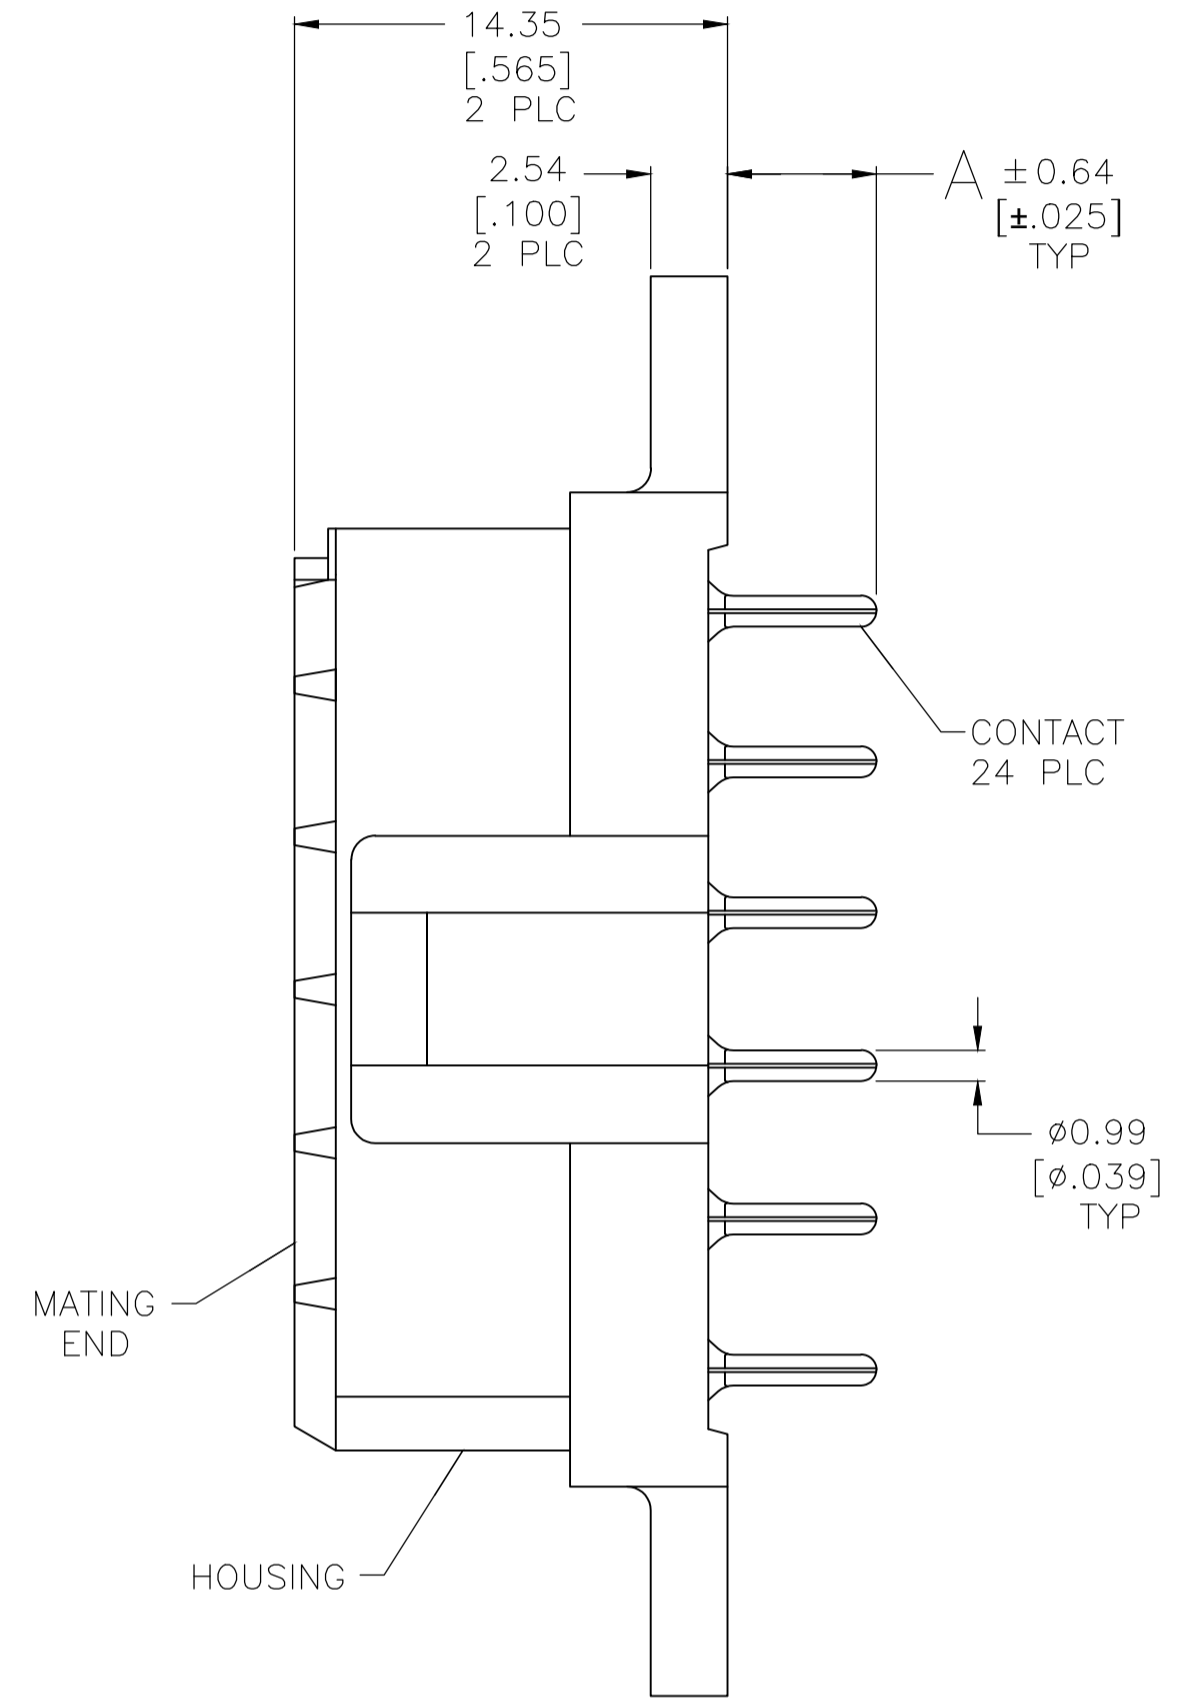 14.35
[.565]
2 PLC
2.54
[.100]
2 PLC
A ±0.64
[±.025]
TYP
CONTACT
24 PLC
⌀0.99
[⌀.039]
TYP
MATING
END
HOUSING